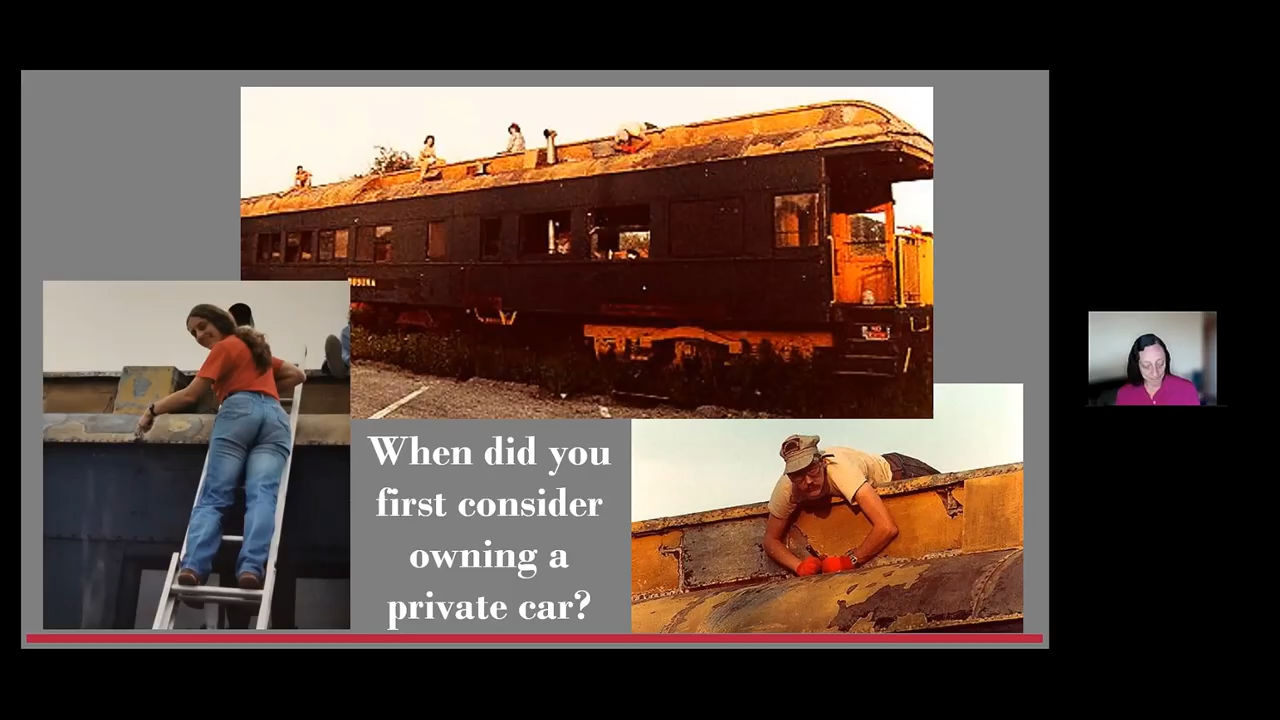 When did you
first consider
owning a
private car?